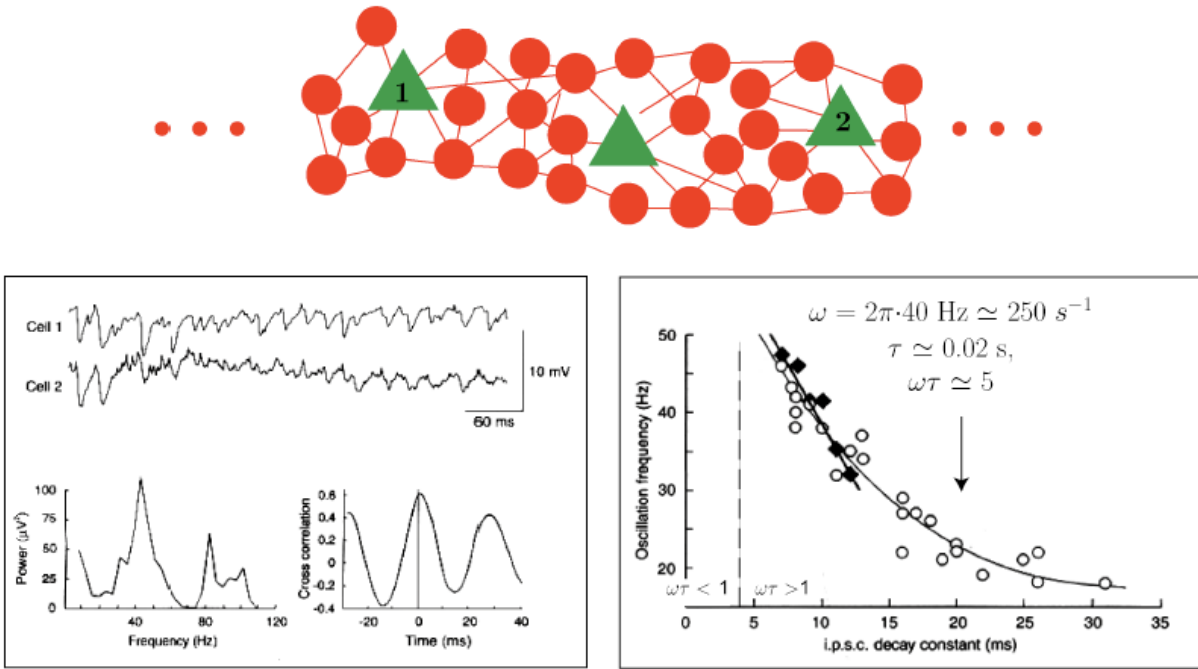 1
2
Cell 1
Cell 2
10 mV
60 ms
Power (μV²)
100
75
50
25
0
40
80
120
Frequency (Hz)
Cross correlation
0.6
0.4
0.2
0
-0.2
-0.4
-20
0
20
40
Time (ms)
ω = 2π·40 Hz ≃ 250 s⁻¹
τ ≃ 0.02 s,
ωτ ≃ 5
Oscillation frequency (Hz)
50
40
30
20
ωτ < 1
ωτ >1
0
5
10
15
20
25
30
35
i.p.s.c. decay constant (ms)